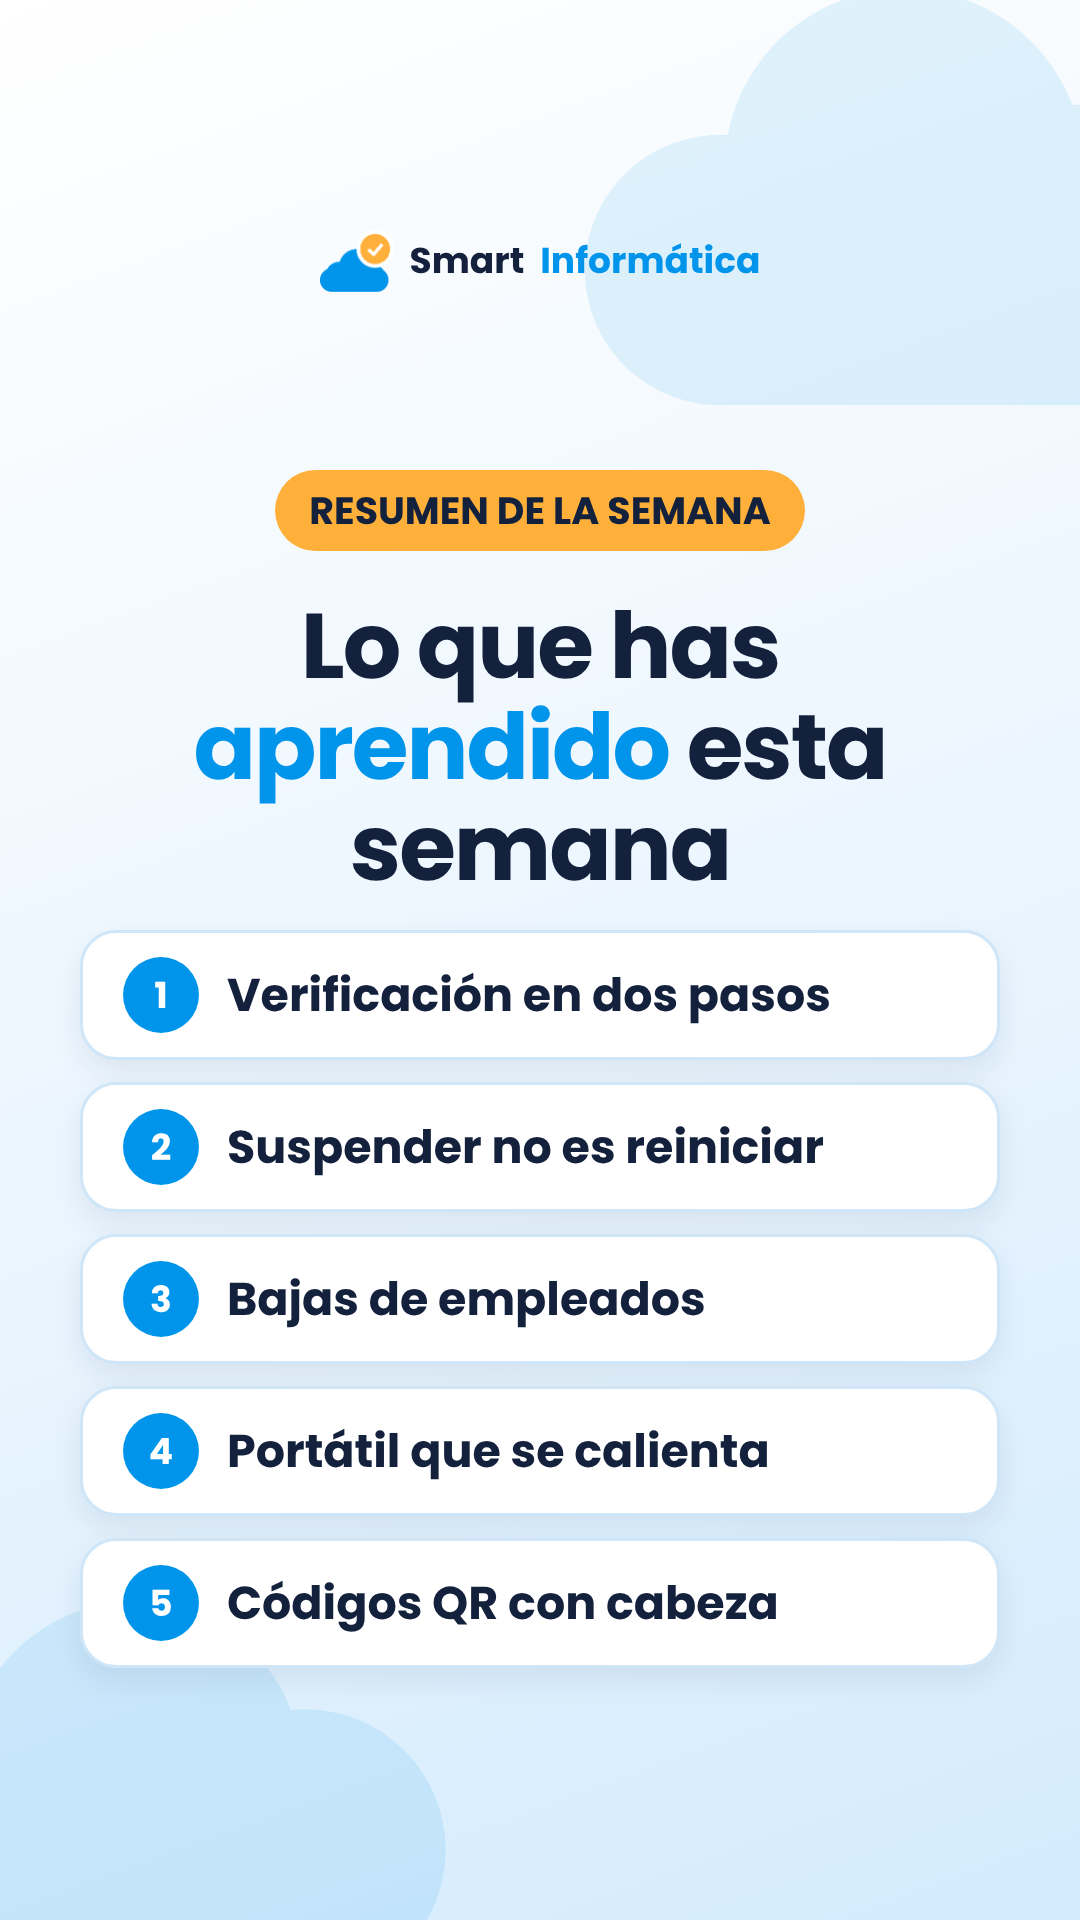 Smart Informática
RESUMEN DE LA SEMANA
Lo que has
aprendido esta
semana
1 Verificación en dos pasos
2 Suspender no es reiniciar
3 Bajas de empleados
4 Portátil que se calienta
5 Códigos QR con cabeza